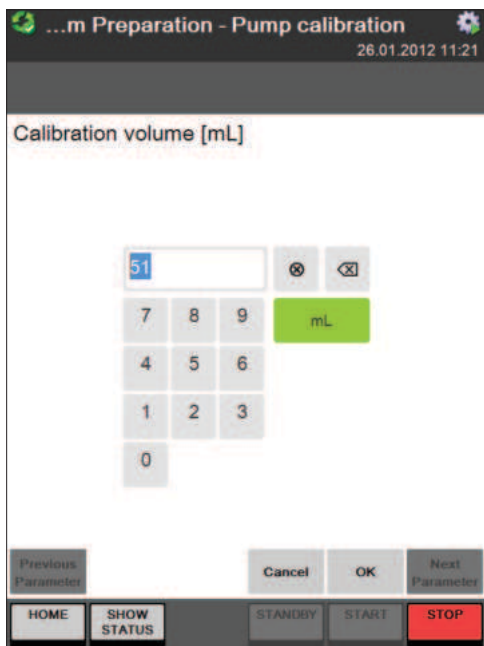 ...m Preparation - Pump calibration
26.01.2012 11:21
Calibration volume [mL]
51
7 8 9 mL
4 5 6
1 2 3
0
Previous Parameter Cancel OK Next Parameter
HOME SHOW STATUS STANDBY START STOP